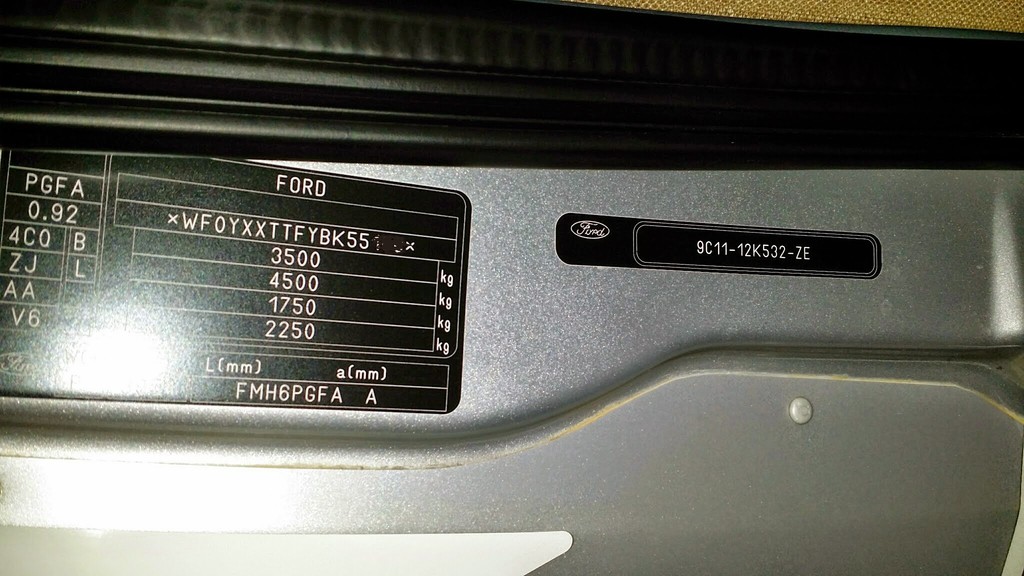 FORD
PGFA
0.92
×WF0YXXTTFYBK55
×
4C0 B
3500 kg
ZJ L
4500 kg
AA
1750 kg
V6
2250 kg
L(mm) a(mm)
FMH6PGFA A
Ford
9C11-12K532-ZE